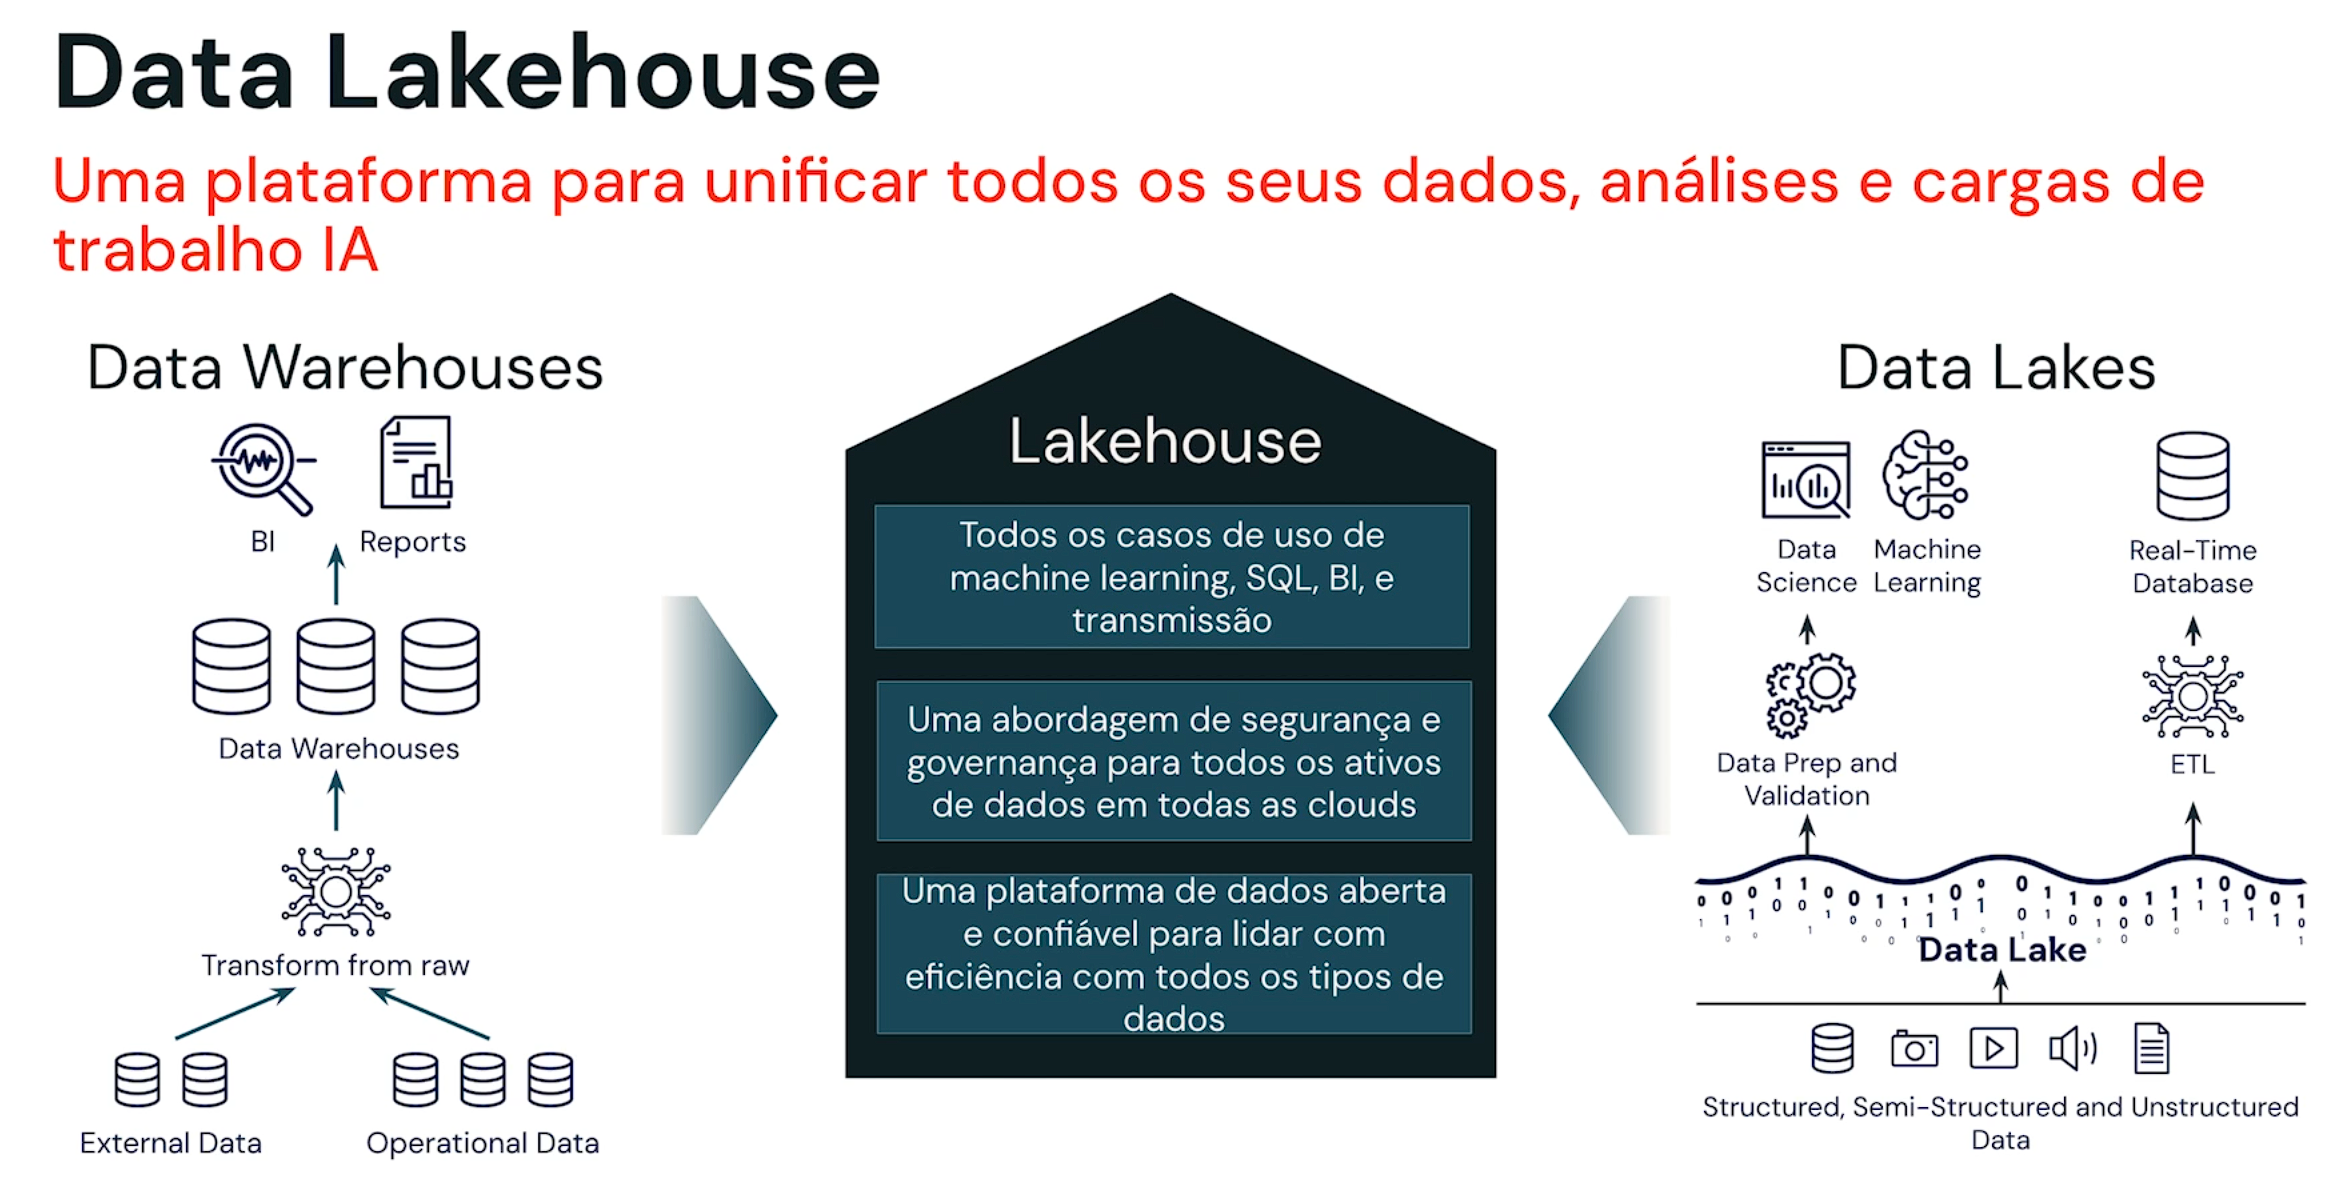 Data Lakehouse
Uma plataforma para unificar todos os seus dados, análises e cargas de
trabalho IA
Data Warehouses
BI
Reports
Data Warehouses
Transform from raw
External Data
Operational Data
Lakehouse
Todos os casos de uso de
machine learning, SQL, BI, e
transmissão
Uma abordagem de segurança e
governança para todos os ativos
de dados em todas as clouds
Uma plataforma de dados aberta
e confiável para lidar com
eficiência com todos os tipos de
dados
Data Lakes
Data
Science
Machine
Learning
Real-Time
Database
Data Prep and
Validation
ETL
Data Lake
Structured, Semi-Structured and Unstructured
Data